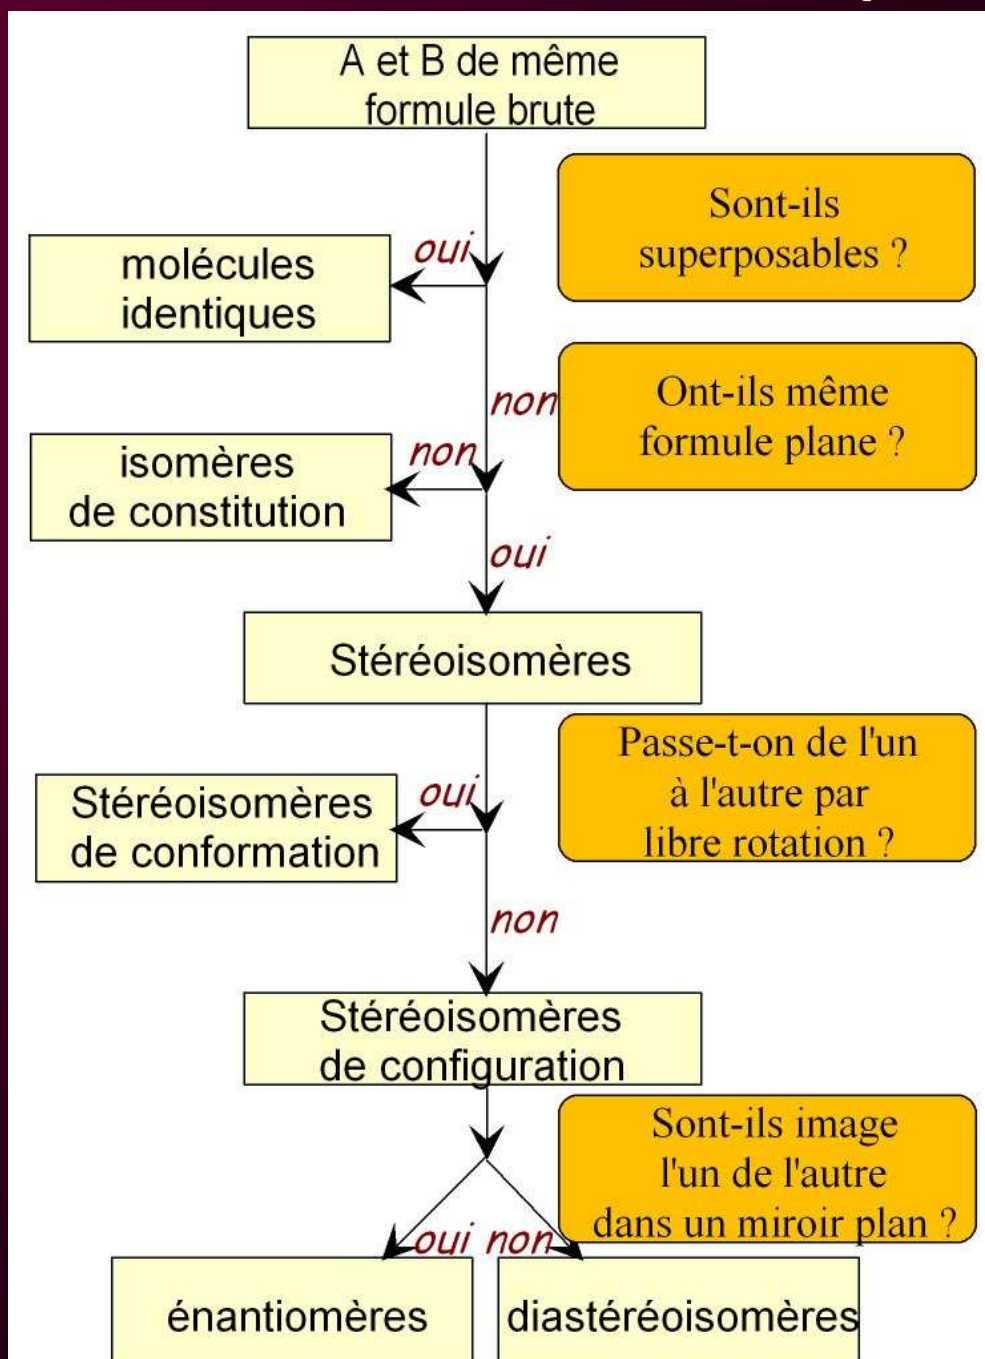 A et B de même
formule brute
Sont-ils
superposables ?
oui
molécules
identiques
non
Ont-ils même
formule plane ?
non
isomères
de constitution
oui
Stéréoisomères
Passe-t-on de l'un
à l'autre par
libre rotation ?
oui
Stéréoisomères
de conformation
non
Stéréoisomères
de configuration
Sont-ils image
l'un de l'autre
dans un miroir plan ?
oui non
énantiomères
diastéréoisomères